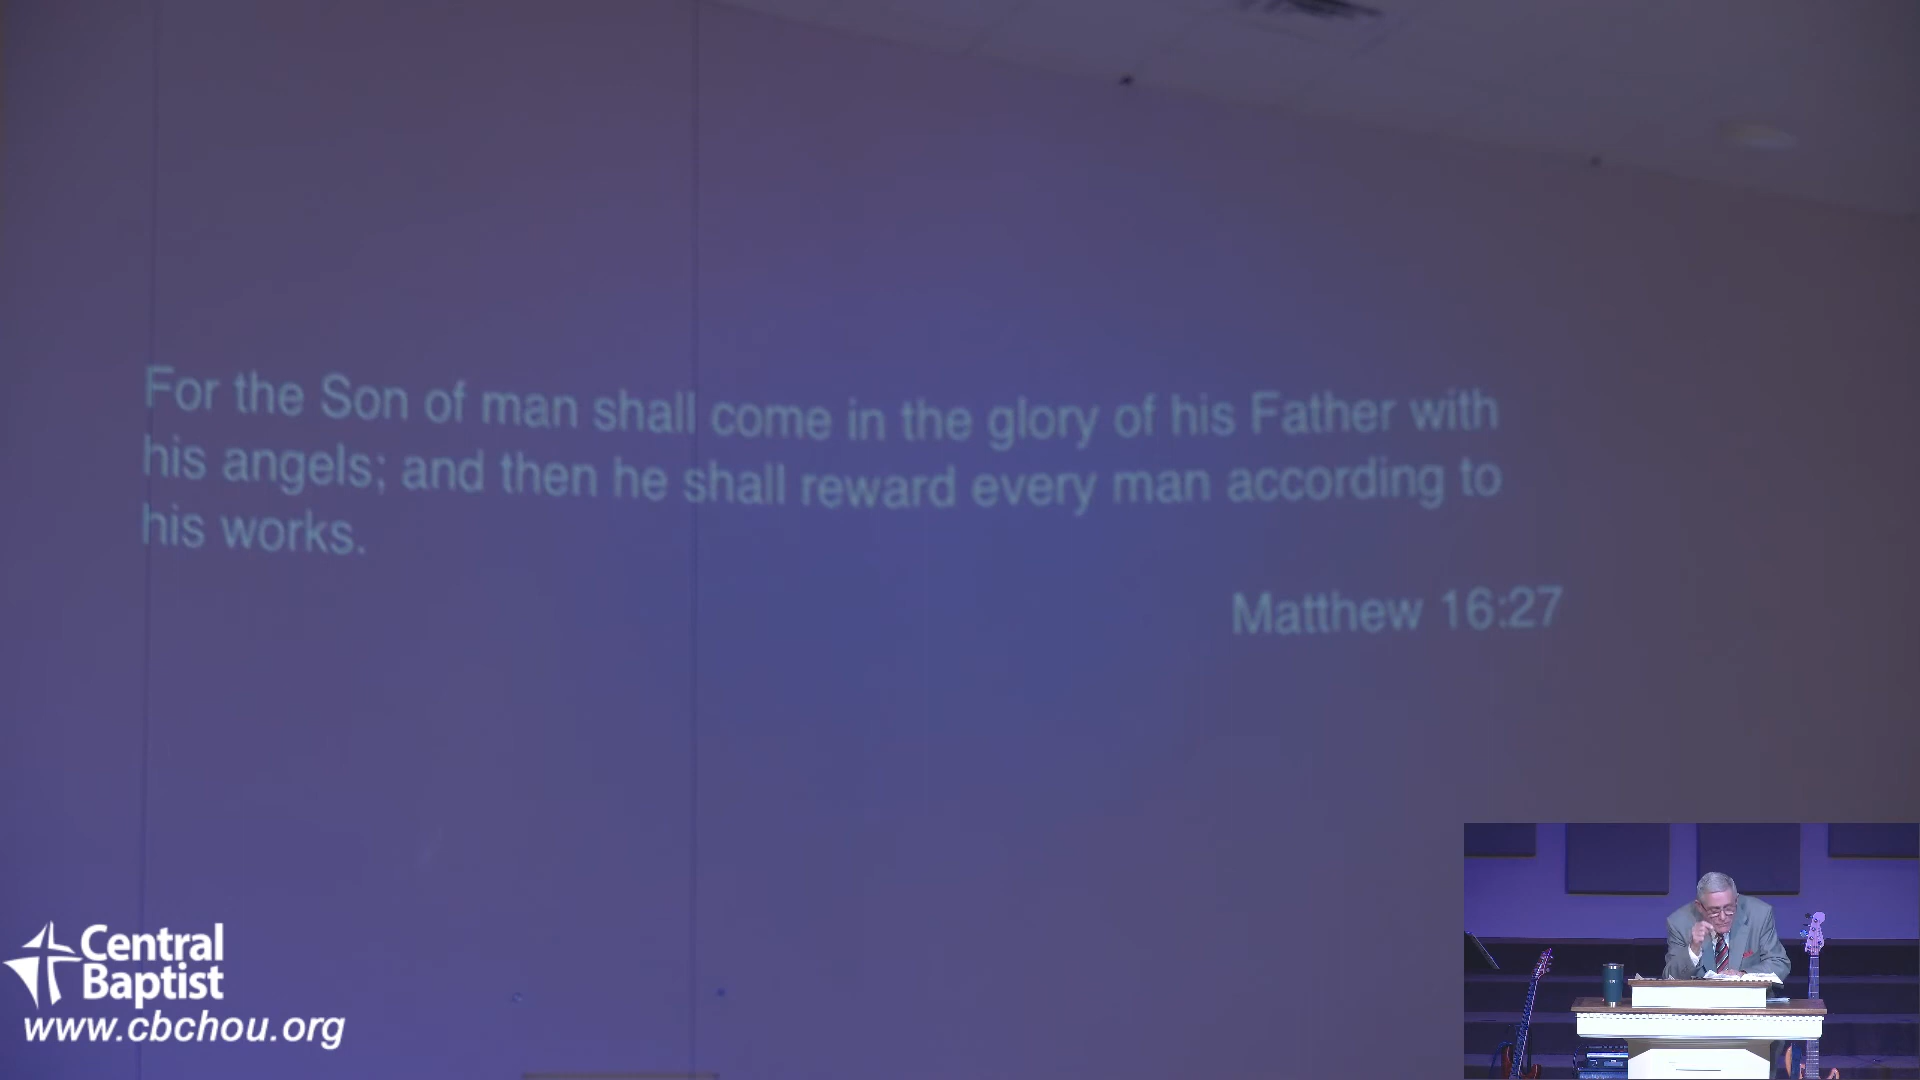 For the Son of man shall come in the glory of his Father with
his angels; and then he shall reward every man according to
his works.
Matthew 16:27
Central
Baptist
www.cbchou.org